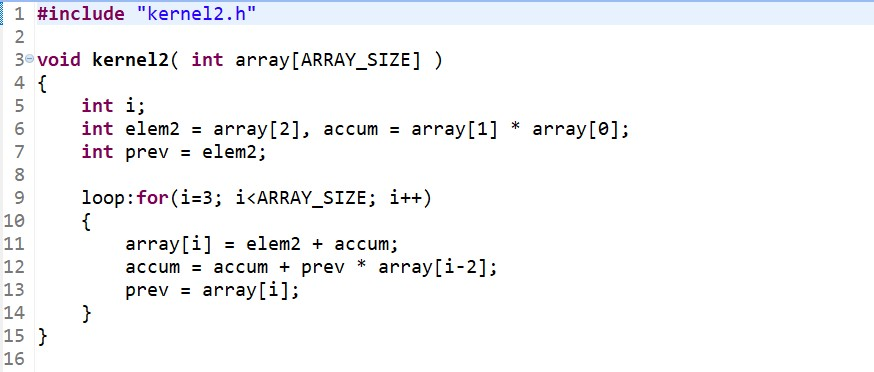 1 #include "kernel2.h"
2
3 void kernel2( int array[ARRAY_SIZE] )
4 {
5     int i;
6     int elem2 = array[2], accum = array[1] * array[0];
7     int prev = elem2;
8
9     loop:for(i=3; i<ARRAY_SIZE; i++)
10     {
11         array[i] = elem2 + accum;
12         accum = accum + prev * array[i-2];
13         prev = array[i];
14     }
15 }
16